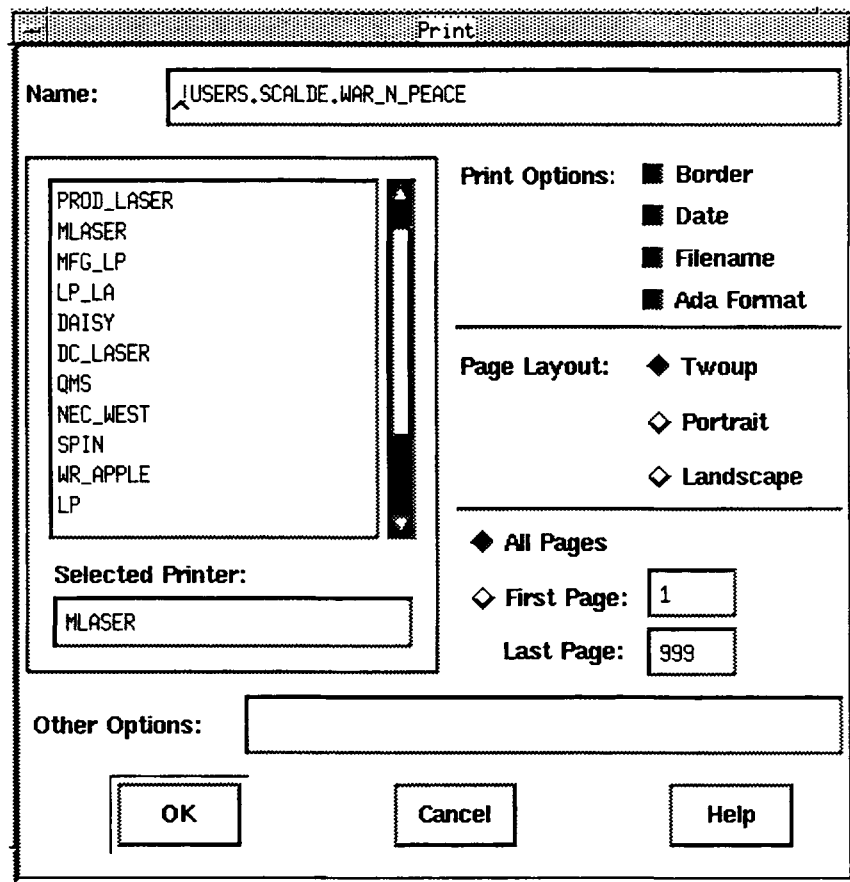 Print
Name: !USERS.SCALDE.WAR_N_PEACE
PROD_LASER
MLASER
MFG_LP
LP_LA
DAISY
DC_LASER
QMS
NEC_WEST
SPIN
WR_APPLE
LP
Selected Printer:
MLASER
Print Options: Border
Date
Filename
Ada Format
Page Layout: Twoup
Portrait
Landscape
All Pages
First Page: 1
Last Page: 999
Other Options:
OK Cancel Help